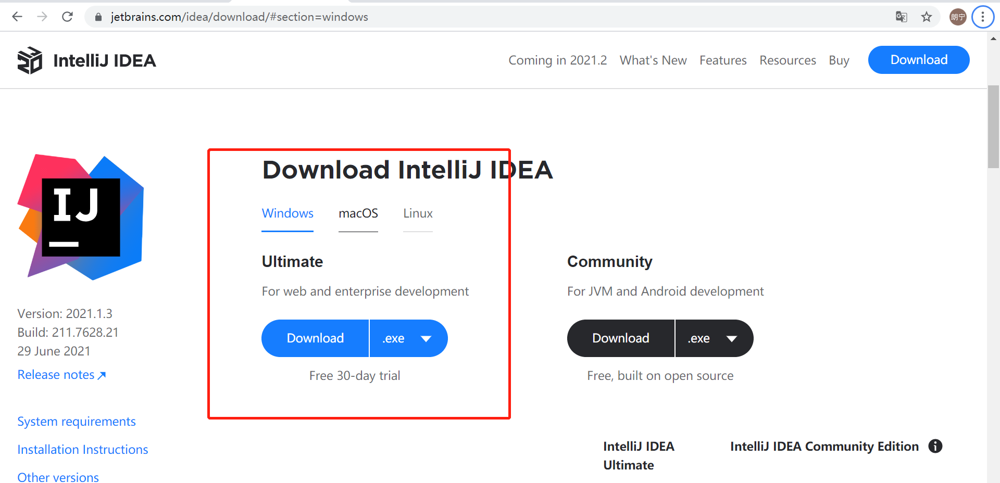 jetbrains.com/idea/download/#section=windows
朗宁
IntelliJ IDEA
Coming in 2021.2 What's New Features Resources Buy Download
IJ
Download IntelliJ IDEA
Windows macOS Linux
Ultimate
For web and enterprise development
Download .exe
Free 30-day trial
Community
For JVM and Android development
Download .exe
Free, built on open source
Version: 2021.1.3
Build: 211.7628.21
29 June 2021
Release notes
System requirements
Installation Instructions
Other versions
IntelliJ IDEA
Ultimate
IntelliJ IDEA Community Edition